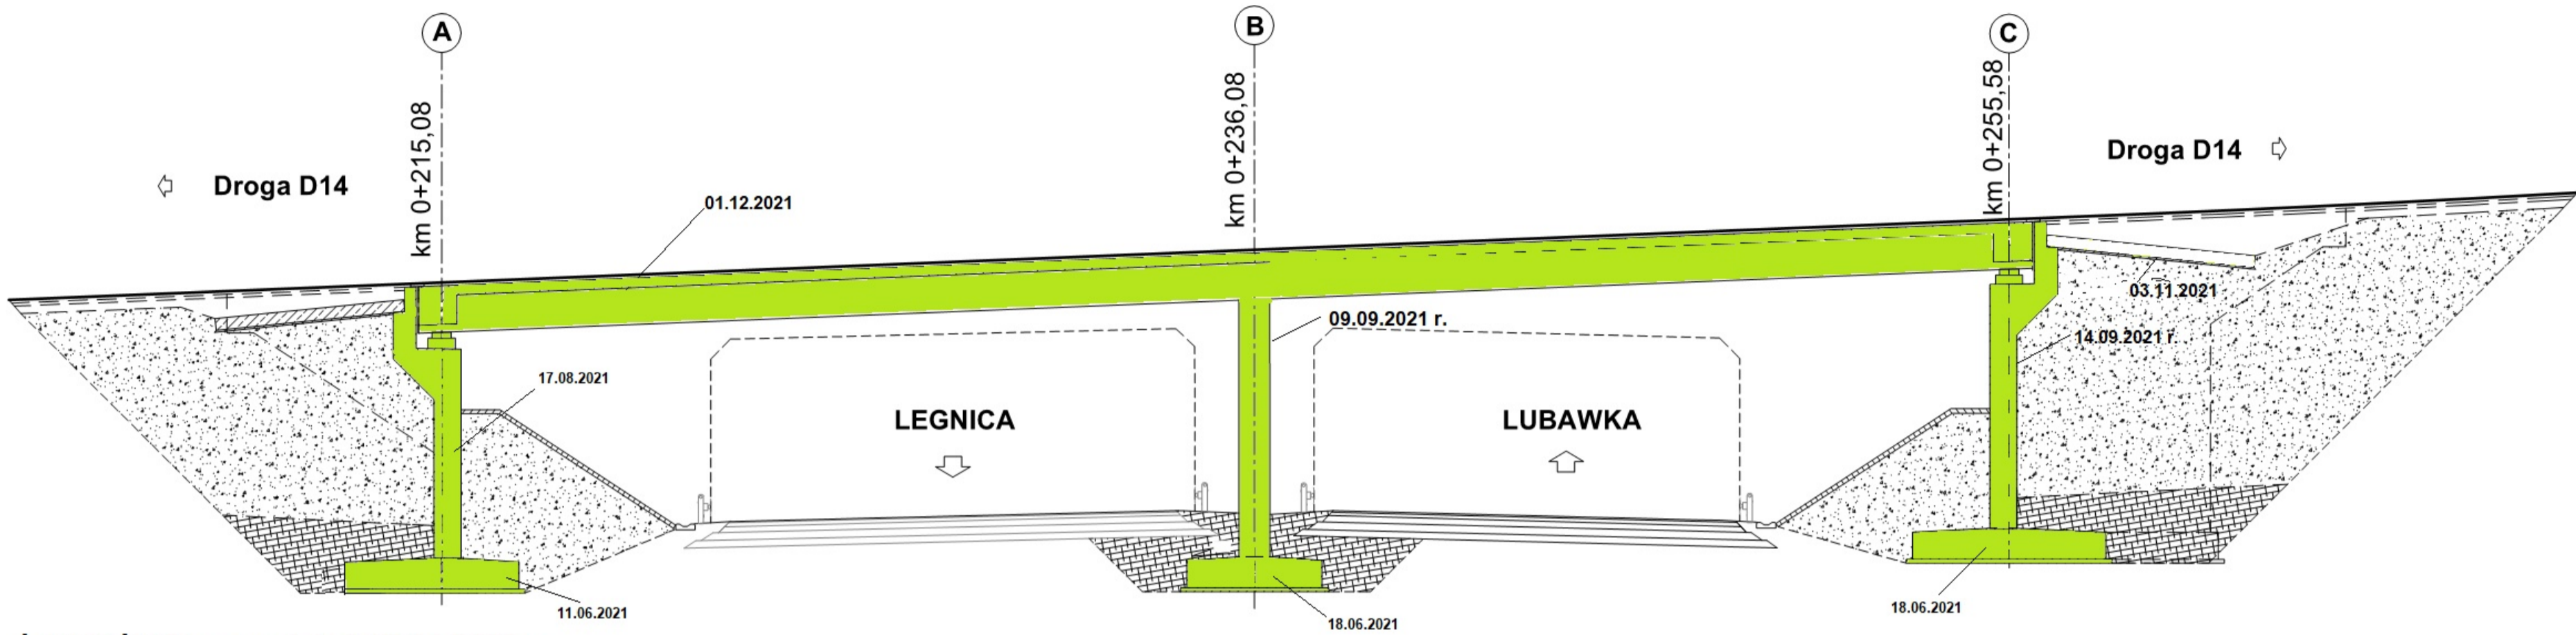 A
B
C
km 0+215,08
km 0+236,08
km 0+255,58
Droga D14
Droga D14
01.12.2021
03.11.2021
09.09.2021 r.
14.09.2021 r.
17.08.2021
LEGNICA
LUBAWKA
11.06.2021
18.06.2021
18.06.2021